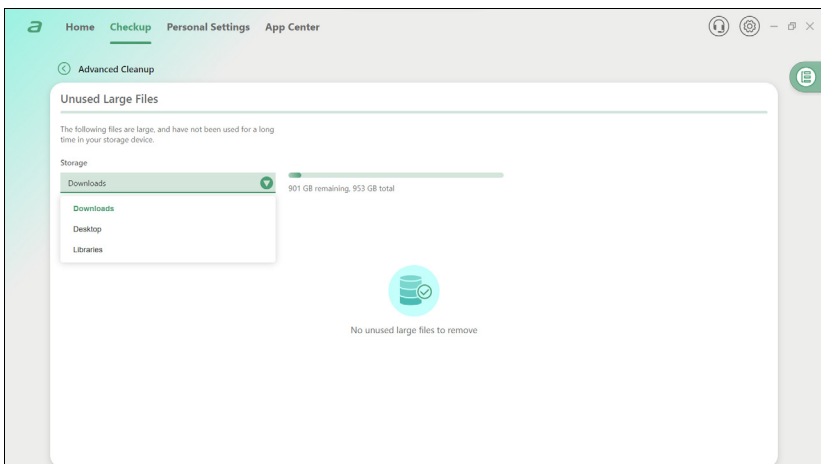 a Home Checkup Personal Settings App Center
Advanced Cleanup
Unused Large Files
The following files are large, and have not been used for a long
time in your storage device.
Storage
Downloads
901 GB remaining, 953 GB total
Downloads
Desktop
Libraries
No unused large files to remove